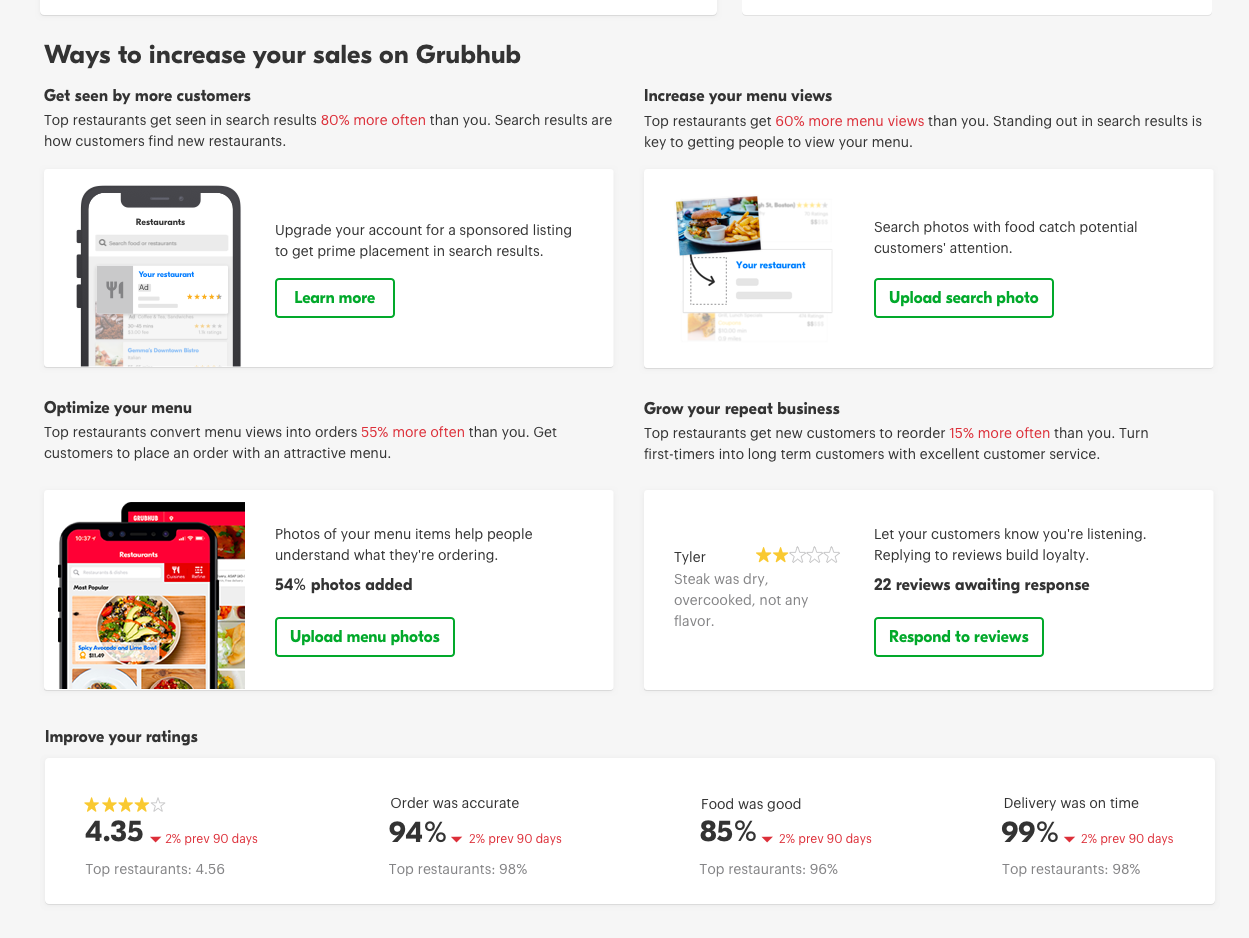 Ways to increase your sales on Grubhub
Get seen by more customers
Top restaurants get seen in search results 80% more often than you. Search results are
how customers find new restaurants.
Restaurants
Search food or restaurants
Your restaurant
Ad
30-45 mins
Gemma's Downtown Bistro
Italian
Upgrade your account for a sponsored listing
to get prime placement in search results.
Learn more
Increase your menu views
Top restaurants get 60% more menu views than you. Standing out in search results is
key to getting people to view your menu.
St, Boston)
Your restaurant
Search photos with food catch potential
customers' attention.
Upload search photo
Optimize your menu
Top restaurants convert menu views into orders 55% more often than you. Get
customers to place an order with an attractive menu.
GRUBHUB
10:37
Restaurants
Restaurants & dishes
Cuisines
Refine
Most Popular
Spicy Avocado and Lime Bowl
$11.49
Photos of your menu items help people
understand what they're ordering.
54% photos added
Upload menu photos
Grow your repeat business
Top restaurants get new customers to reorder 15% more often than you. Turn
first-timers into long term customers with excellent customer service.
Tyler
Steak was dry,
overcooked, not any
flavor.
Let your customers know you're listening.
Replying to reviews build loyalty.
22 reviews awaiting response
Respond to reviews
Improve your ratings
4.35 2% prev 90 days
Top restaurants: 4.56
Order was accurate
94% 2% prev 90 days
Top restaurants: 98%
Food was good
85% 2% prev 90 days
Top restaurants: 96%
Delivery was on time
99% 2% prev 90 days
Top restaurants: 98%